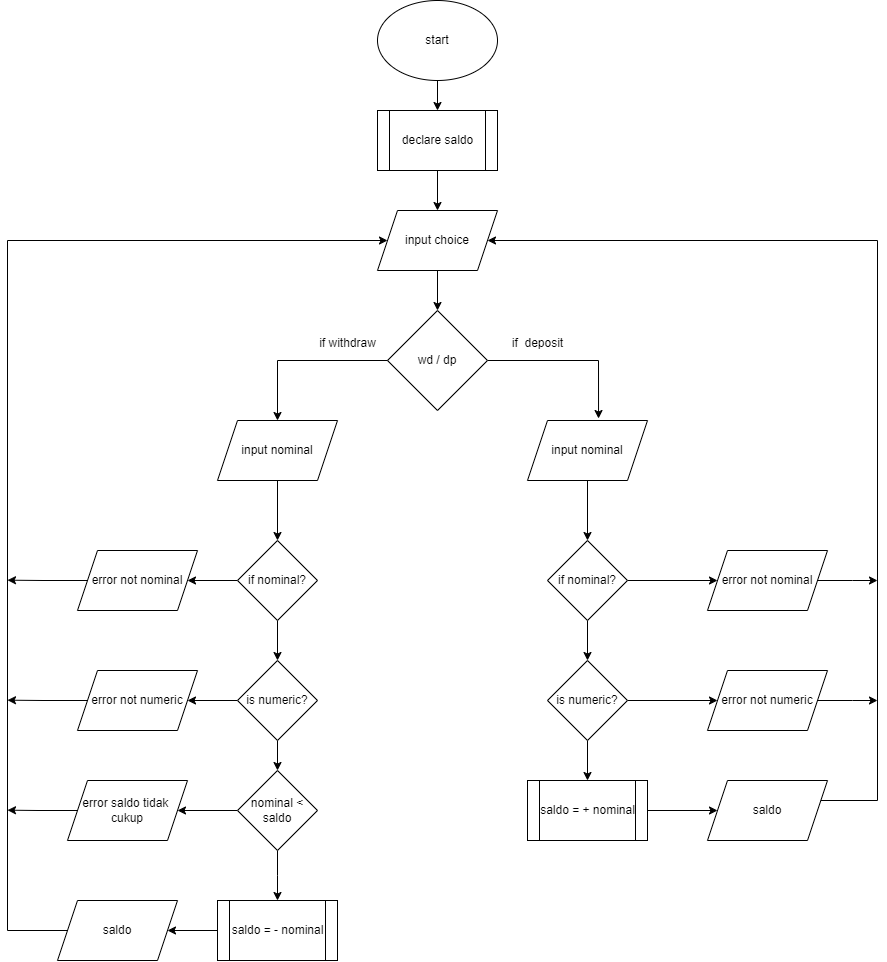 start
declare saldo
input choice
if withdraw
wd / dp
if deposit
input nominal
input nominal
error not nominal
if nominal?
if nominal?
error not nominal
error not numeric
is numeric?
is numeric?
error not numeric
error saldo tidak
cukup
nominal <
saldo
saldo = + nominal
saldo
saldo
saldo = - nominal